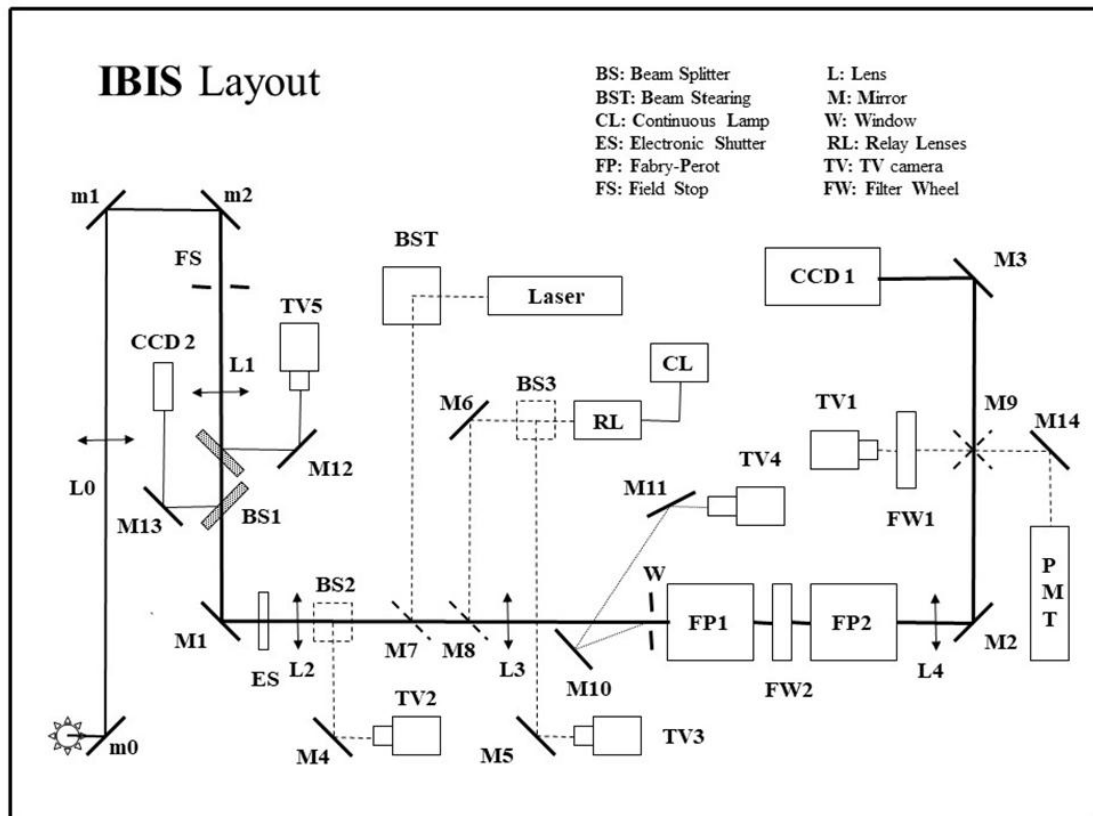 IBIS Layout
BS: Beam Splitter
BST: Beam Stearing
CL: Continuous Lamp
ES: Electronic Shutter
FP: Fabry-Perot
FS: Field Stop
L: Lens
M: Mirror
W: Window
RL: Relay Lenses
TV: TV camera
FW: Filter Wheel
m1
m2
BST
M3
FS
CCD 1
Laser
TV5
CCD 2
L1
CL
BS3
M6
TV1
M9
M14
RL
L0
M12
TV4
M11
M13
BS1
FW1
W
P
M
T
BS2
FP1
FP2
M1
M7
M8
L3
M2
ES
L2
M10
FW2
L4
TV2
m0
M4
M5
TV3